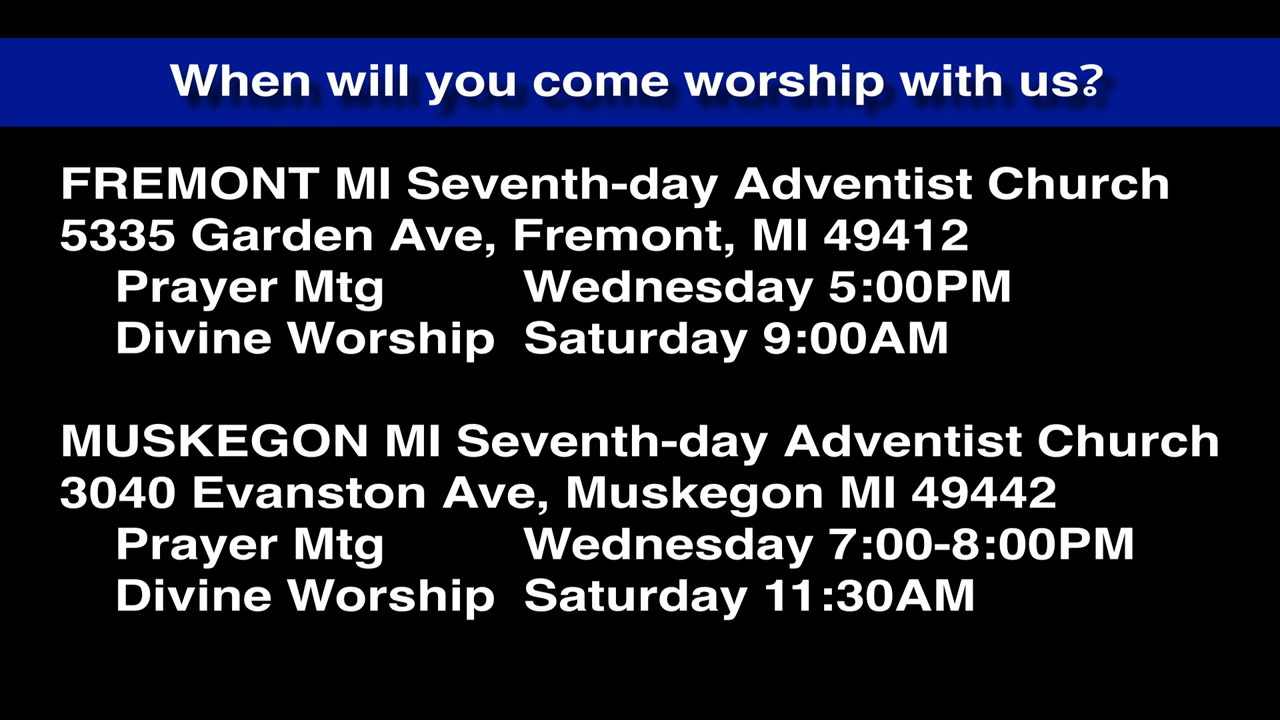 When will you come worship with us?
FREMONT MI Seventh-day Adventist Church
5335 Garden Ave, Fremont, MI 49412
Prayer Mtg Wednesday 5:00PM
Divine Worship Saturday 9:00AM
MUSKEGON MI Seventh-day Adventist Church
3040 Evanston Ave, Muskegon MI 49442
Prayer Mtg Wednesday 7:00-8:00PM
Divine Worship Saturday 11:30AM